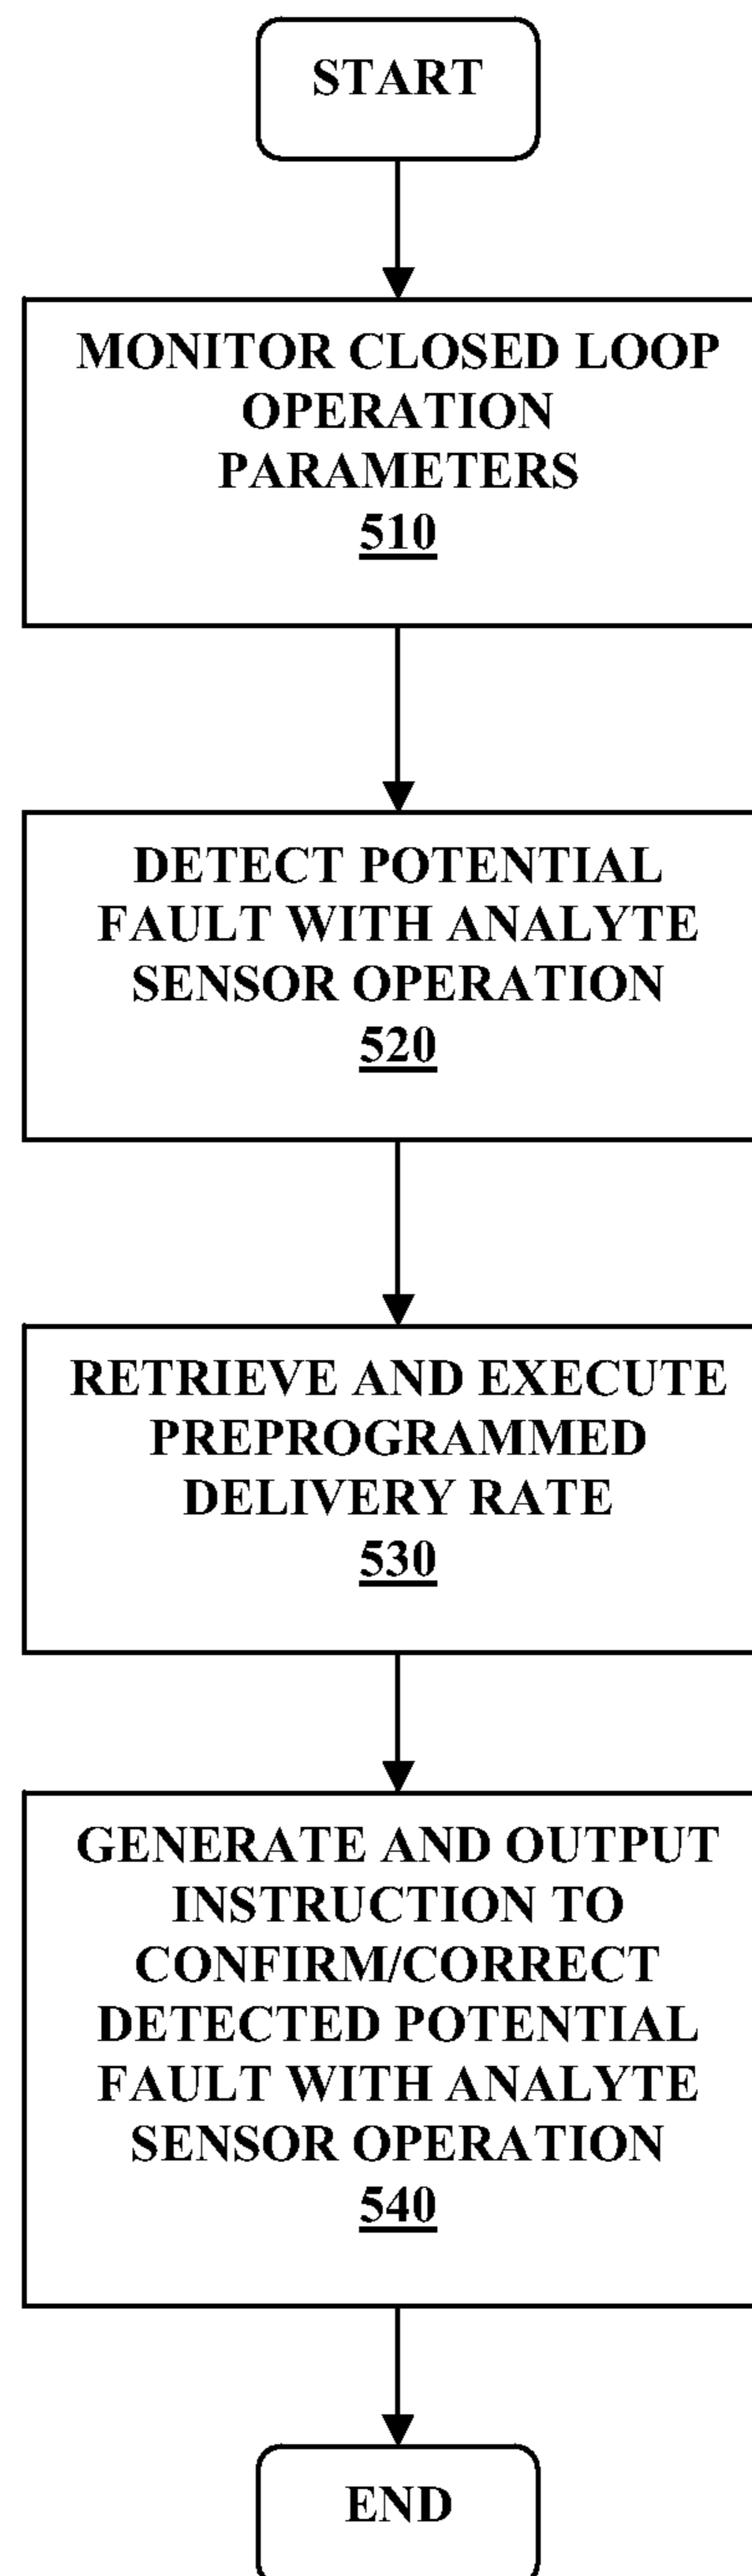 START
MONITOR CLOSED LOOP
OPERATION
PARAMETERS
510
DETECT POTENTIAL
FAULT WITH ANALYTE
SENSOR OPERATION
520
RETRIEVE AND EXECUTE
PREPROGRAMMED
DELIVERY RATE
530
GENERATE AND OUTPUT
INSTRUCTION TO
CONFIRM/CORRECT
DETECTED POTENTIAL
FAULT WITH ANALYTE
SENSOR OPERATION
540
END